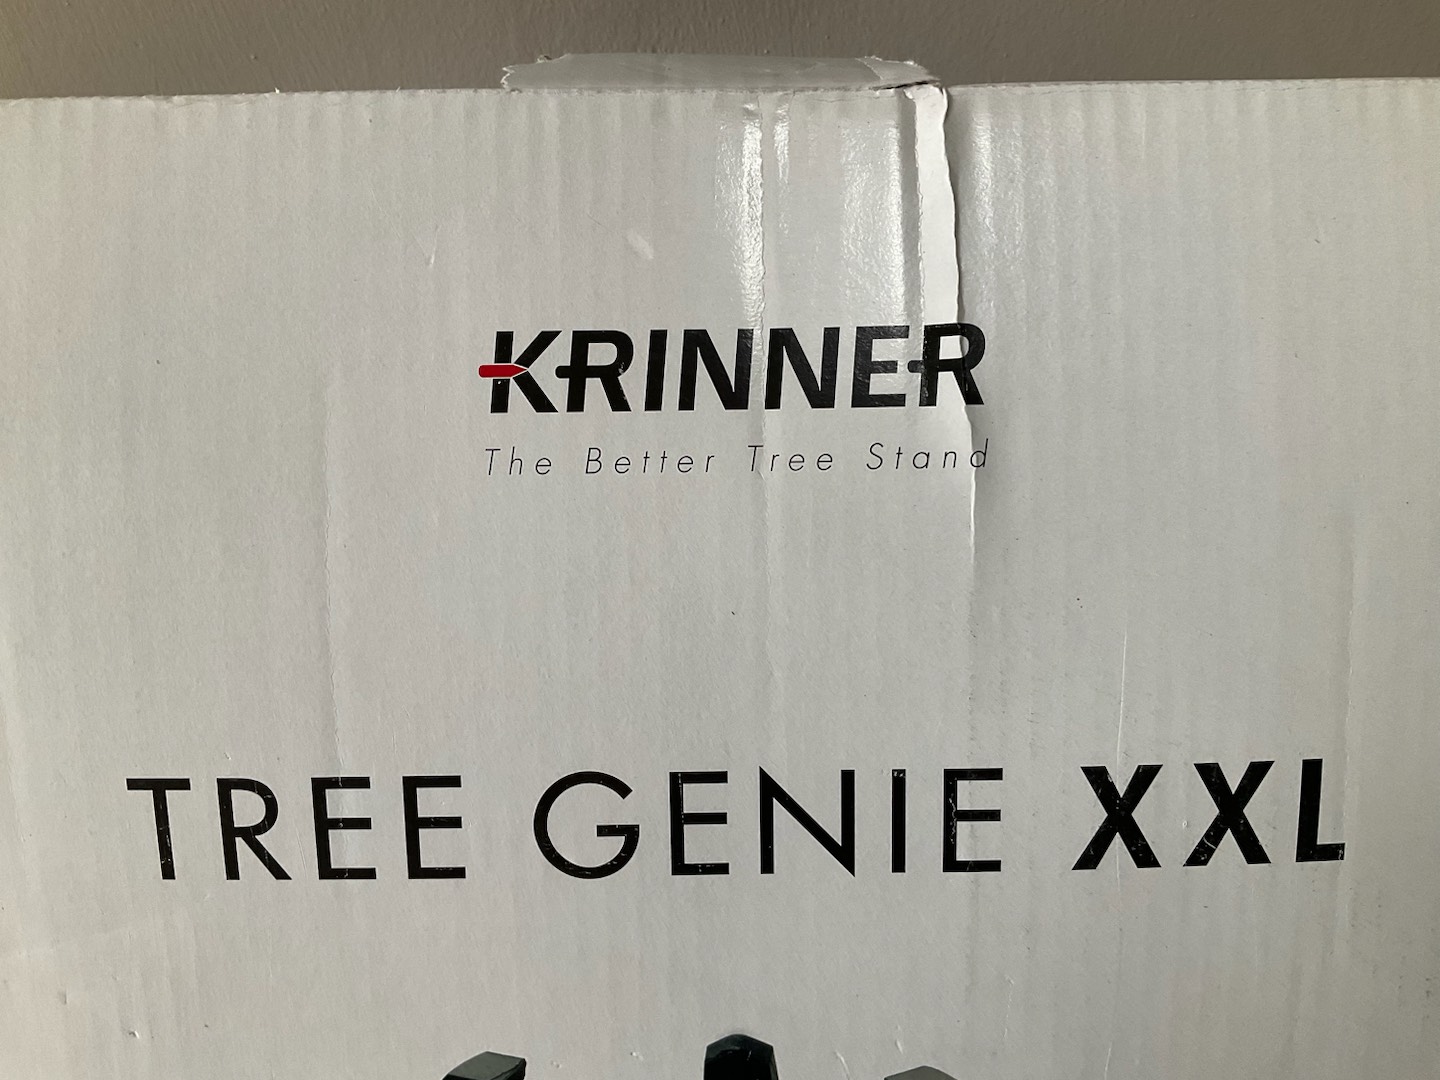 KRINNER
The Better Tree Stand
TREE GENIE XXL